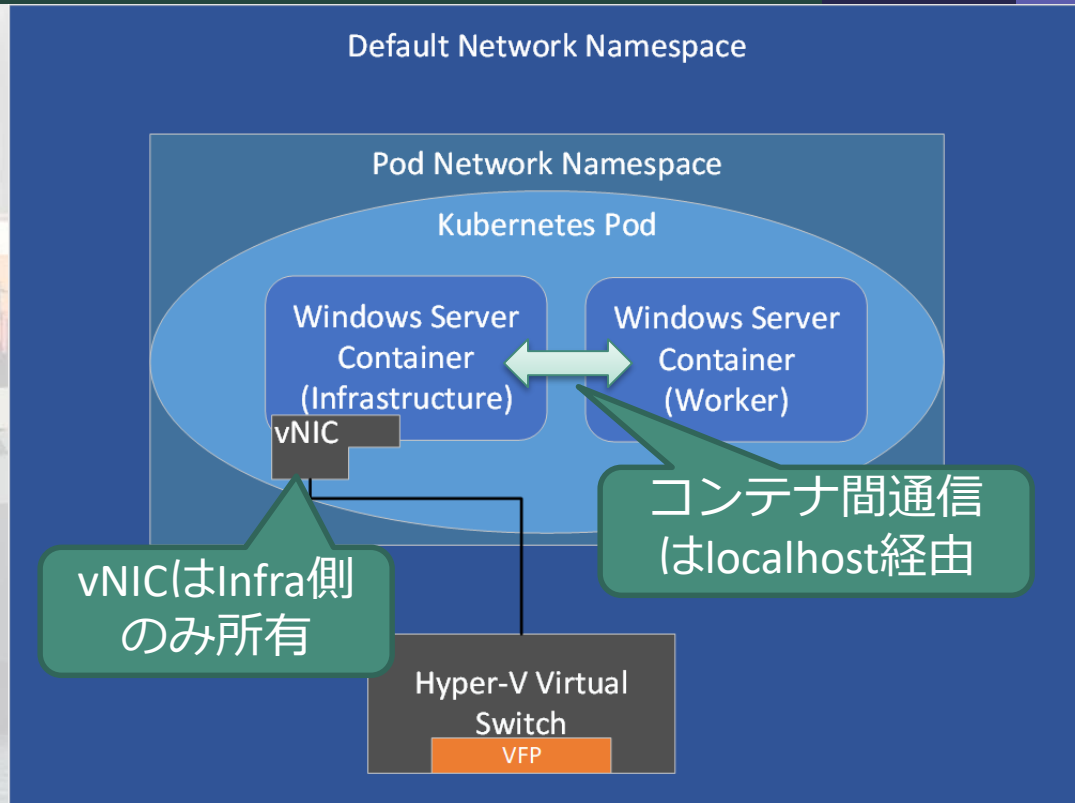 Default Network Namespace
Pod Network Namespace
Kubernetes Pod
Windows Server
Container
(Infrastructure)
Windows Server
Container
(Worker)
vNIC
コンテナ間通信
はlocalhost経由
vNICはInfra側
のみ所有
Hyper-V Virtual
Switch
VFP